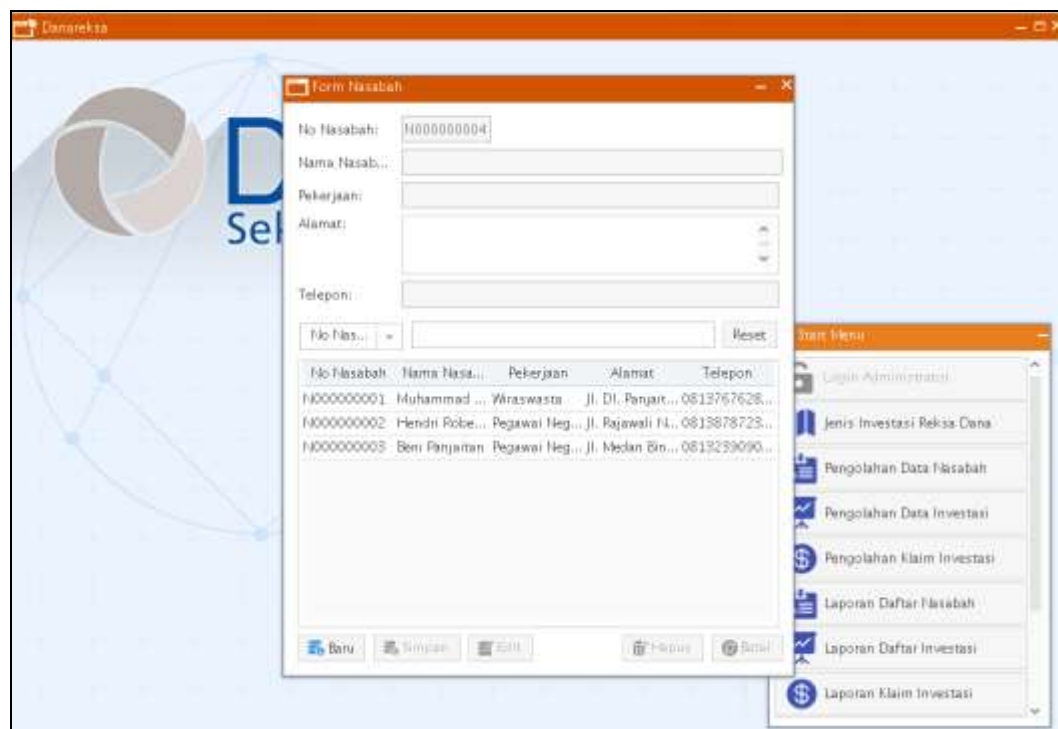 Danareksa
D
Sek
Form Nasabah
No Nasabah: N000000004
Nama Nasab...
Pekerjaan:
Alamat:
Telepon:
No Nas... Reset
No Nasabah Nama Nasa... Pekerjaan Alamat Telepon
N000000001 Muhammad ... Wiraswasta Jl. DI. Panjait... 0813767628...
N000000002 Hendri Robe... Pegawai Neg... Jl. Rajawali N... 0813878723...
N000000003 Beni Panjaitan Pegawai Neg... Jl. Medan Bin... 0813239090...
Baru Simpan Edit Hapus Batal
Start Menu
Login Administrator
Jenis Investasi Reksa Dana
Pengolahan Data Nasabah
Pengolahan Data Investasi
Pengolahan Klaim Investasi
Laporan Daftar Nasabah
Laporan Daftar Investasi
Laporan Klaim Investasi